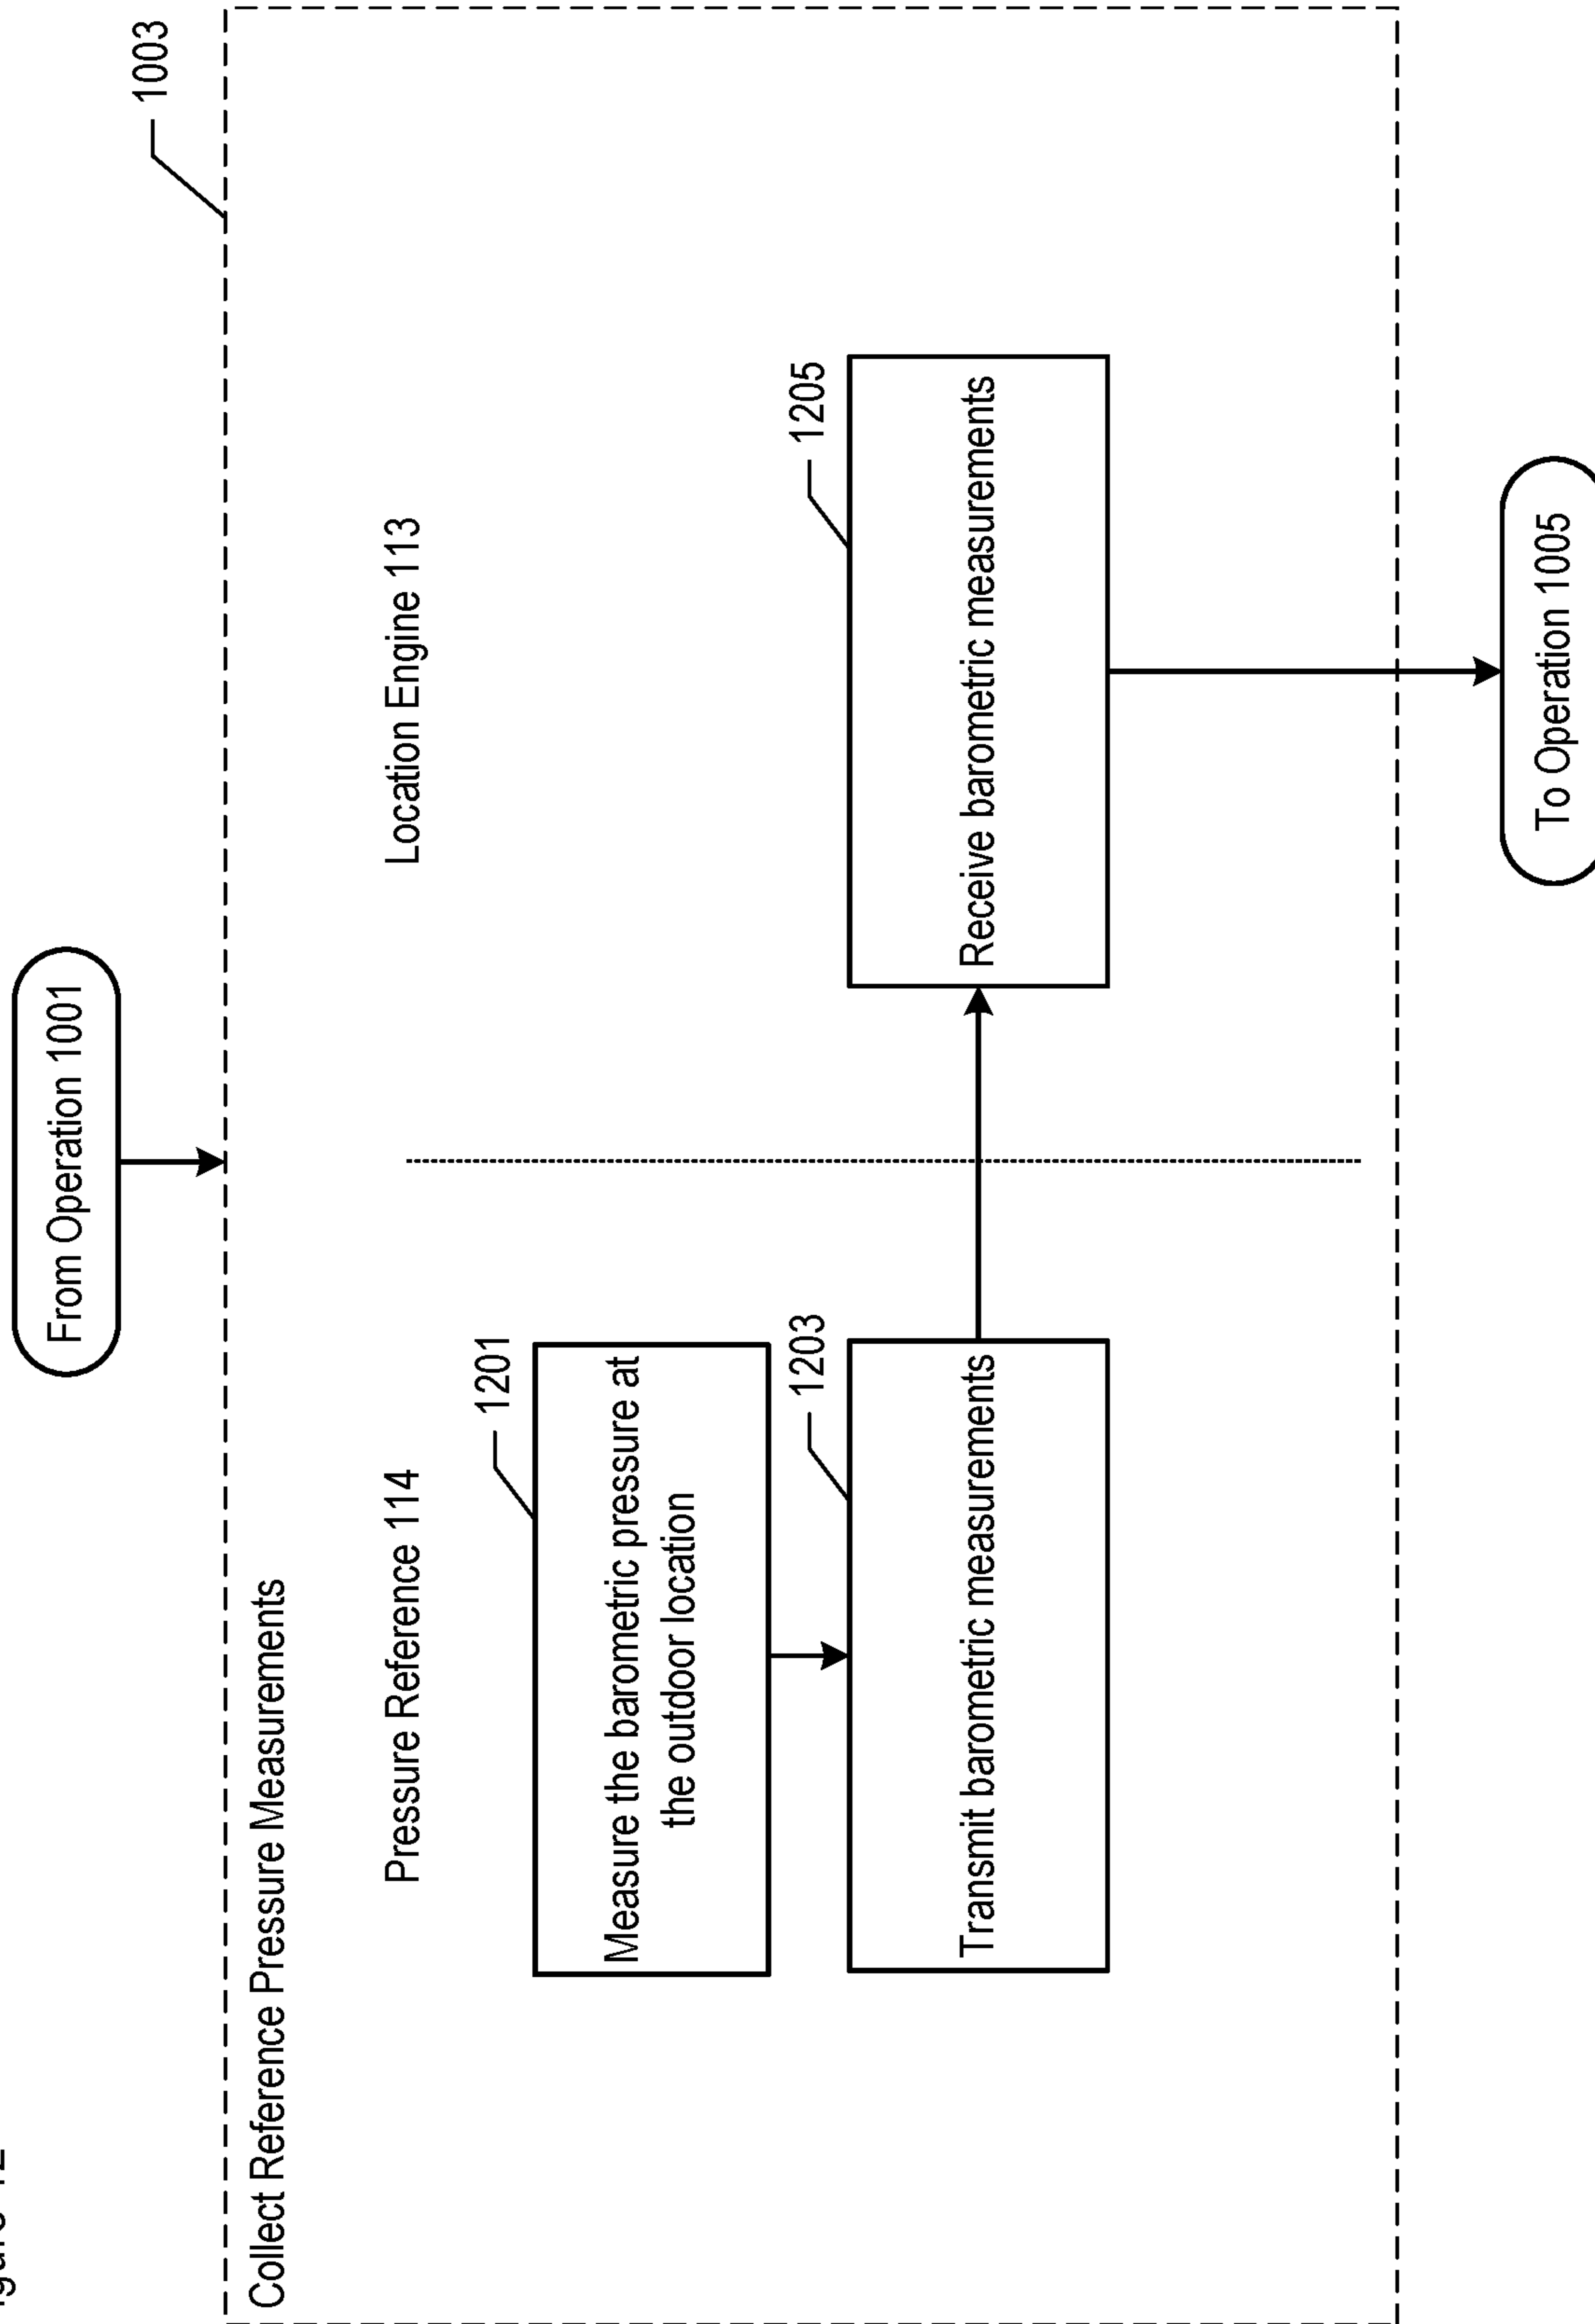 From Operation 1001
1003
Collect Reference Pressure Measurements
Pressure Reference 114
Location Engine 113
1201
Measure the barometric pressure at
the outdoor location
1203
1205
Transmit barometric measurements
Receive barometric measurements
To Operation 1005